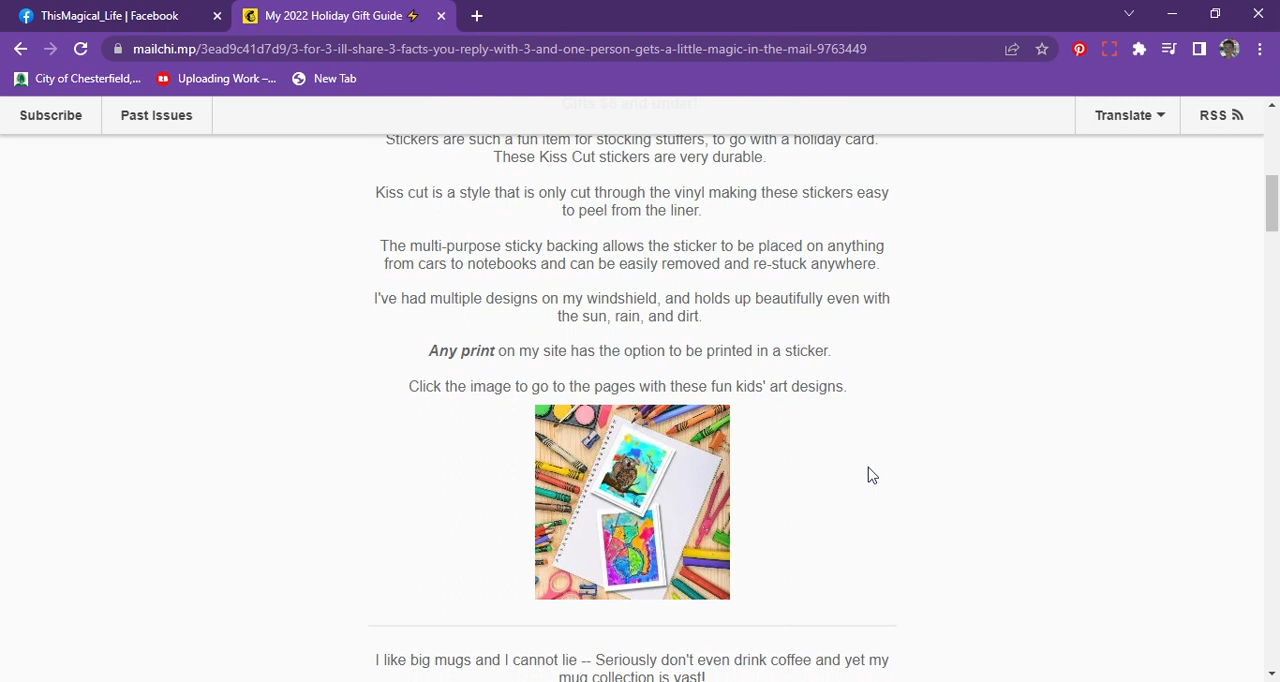 ThisMagical_Life | Facebook
My 2022 Holiday Gift Guide ⚡
mailchi.mp/3ead9c41d7d9/3-for-3-ill-share-3-facts-you-reply-with-3-and-one-person-gets-a-little-magic-in-the-mail-9763449
City of Chesterfield,... Uploading Work –... New Tab
Gifts $5 and under!
Subscribe Past Issues Translate RSS
Stickers are such a fun item for stocking stuffers, to go with a holiday card.
These Kiss Cut stickers are very durable.
Kiss cut is a style that is only cut through the vinyl making these stickers easy
to peel from the liner.
The multi-purpose sticky backing allows the sticker to be placed on anything
from cars to notebooks and can be easily removed and re-stuck anywhere.
I've had multiple designs on my windshield, and holds up beautifully even with
the sun, rain, and dirt.
Any print on my site has the option to be printed in a sticker.
Click the image to go to the pages with these fun kids' art designs.
I like big mugs and I cannot lie -- Seriously don't even drink coffee and yet my
mug collection is vast!